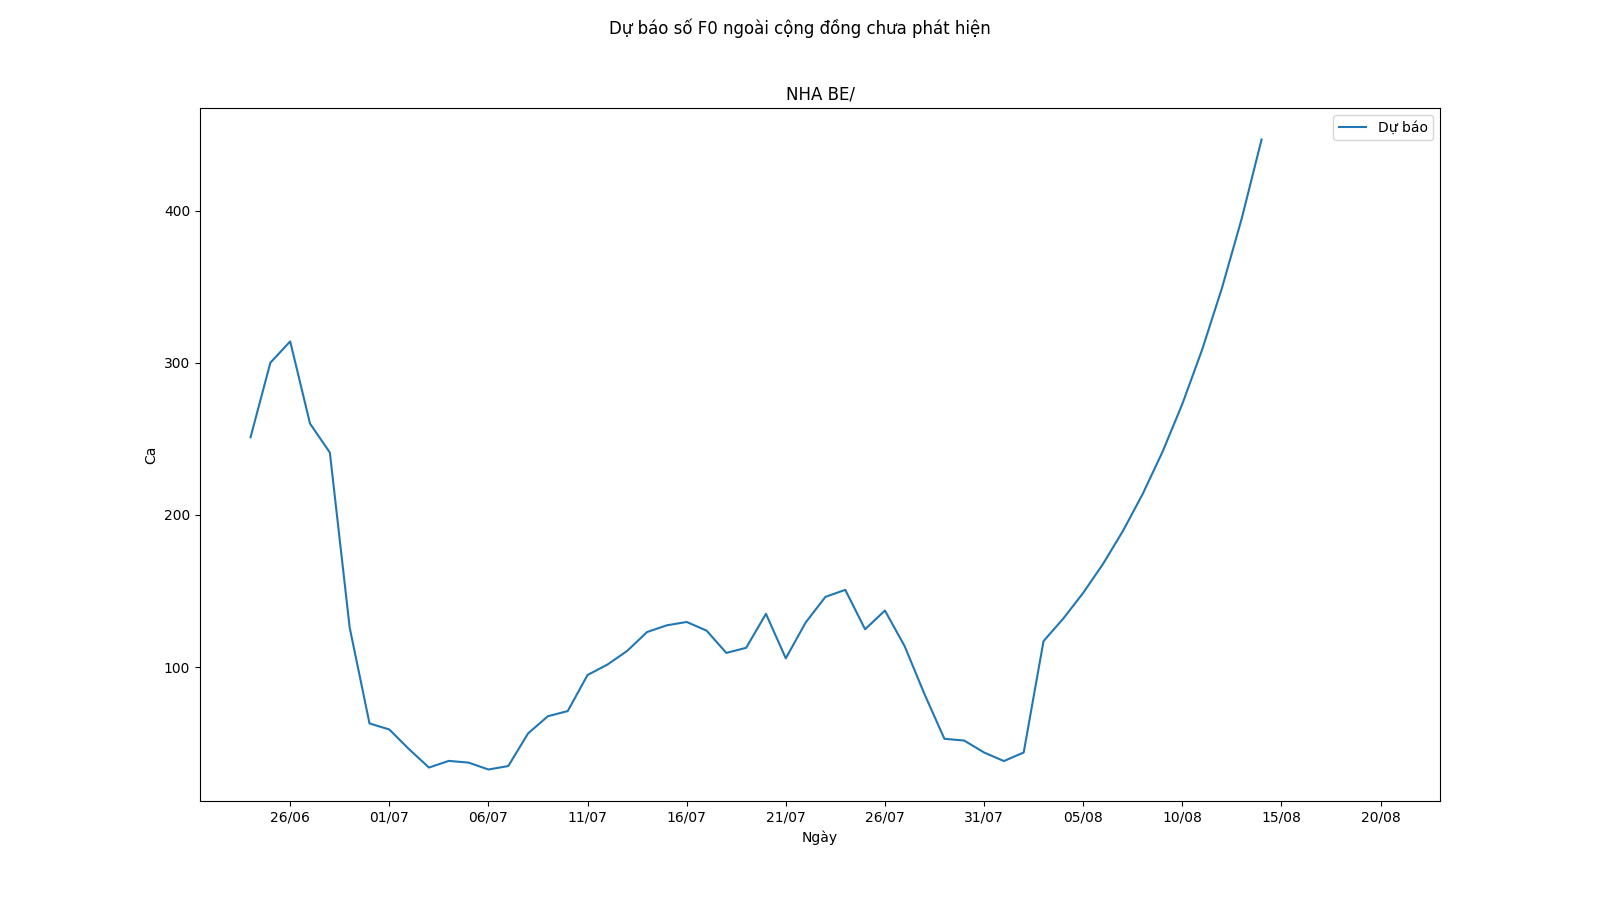 Dự báo số F0 ngoài cộng đồng chưa phát hiện
NHA BE/
Dự báo
400
300
200
100
Ca
26/06 01/07 06/07 11/07 16/07 21/07 26/07 31/07 05/08 10/08 15/08 20/08
Ngày